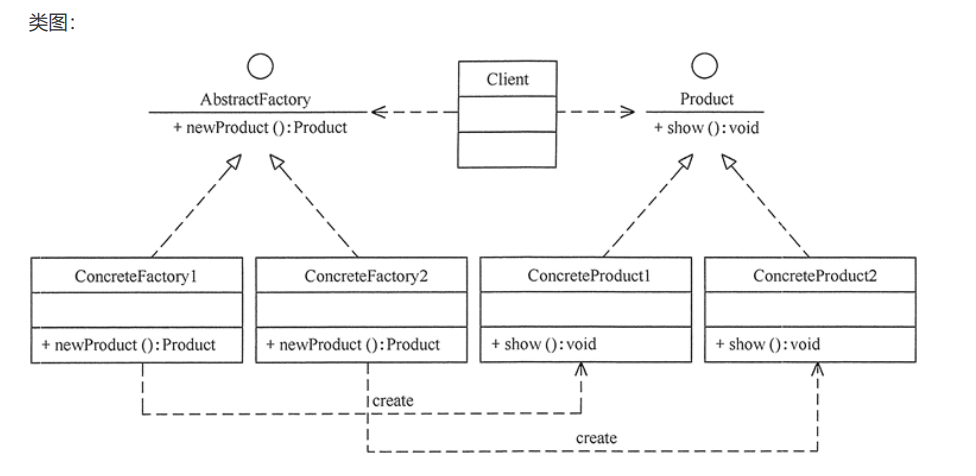 类图:
Client
AbstractFactory
Product
+ newProduct ():Product
+ show ():void
ConcreteFactory1
ConcreteFactory2
ConcreteProduct1
ConcreteProduct2
+ newProduct ():Product
+ newProduct ():Product
+ show ():void
+ show ():void
create
create